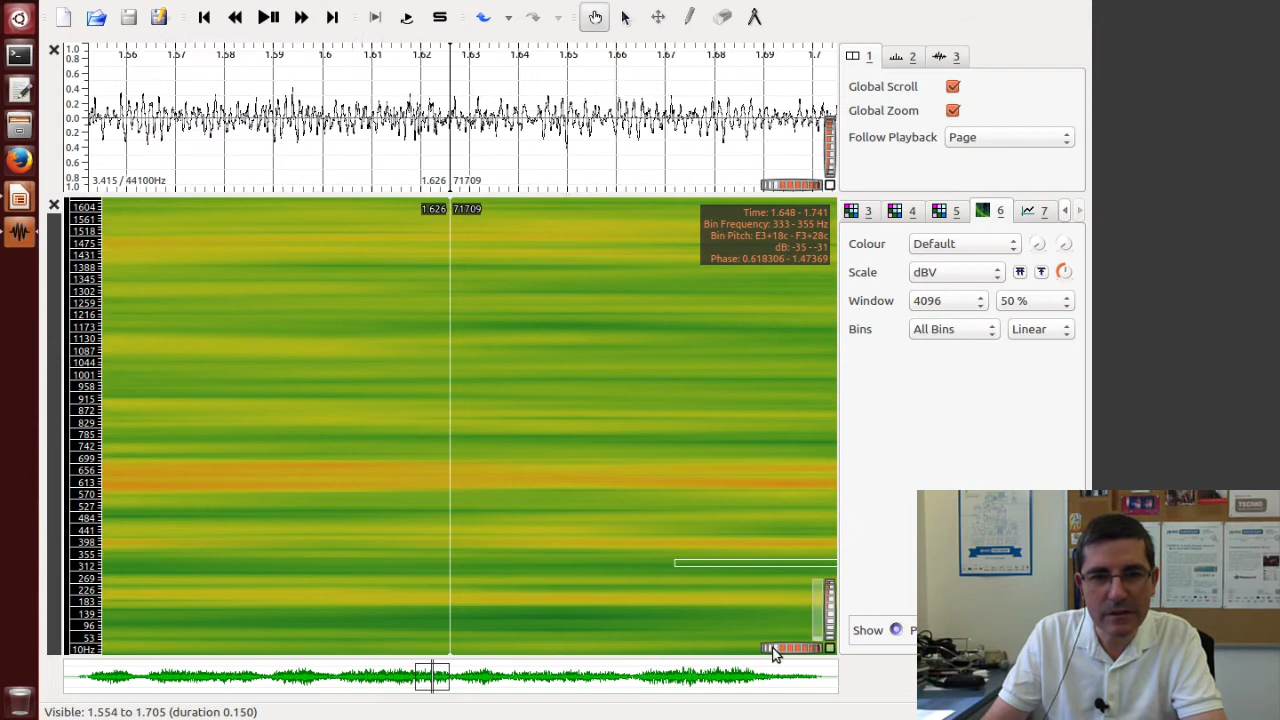 1.0
1.56 1.57 1.58 1.59 1.6 1.61 1.62 1.63 1.64 1.65 1.66 1.67 1.68 1.69 1.7
0.8
0.6
0.4
0.2
0.0
0.2
0.4
0.6
0.8
1.0
3.415 / 44100Hz
1.626 71709
1
2
3
Global Scroll
Global Zoom
Follow Playback Page
3 4 5 6 7
Colour Default
Scale dBV
Window 4096 50 %
Bins All Bins Linear
Show
1.626 71709
Time: 1.648 - 1.741
Bin Frequency: 333 - 355 Hz
Bin Pitch: E3+18c - F3+28c
dB: -35 - -31
Phase: 0.618306 - 1.47369
1604
1561
1518
1475
1431
1388
1345
1302
1259
1216
1173
1130
1087
1044
1001
958
915
872
829
785
742
699
656
613
570
527
484
441
398
355
312
269
226
183
139
96
53
10Hz
Visible: 1.554 to 1.705 (duration 0.150)